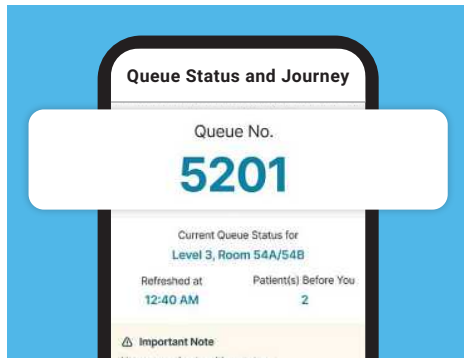 Queue Status and Journey
Queue No.
5201
Current Queue Status for
Level 3, Room 54A/54B
Refreshed at
12:40 AM
Patient(s) Before You
2
Important Note